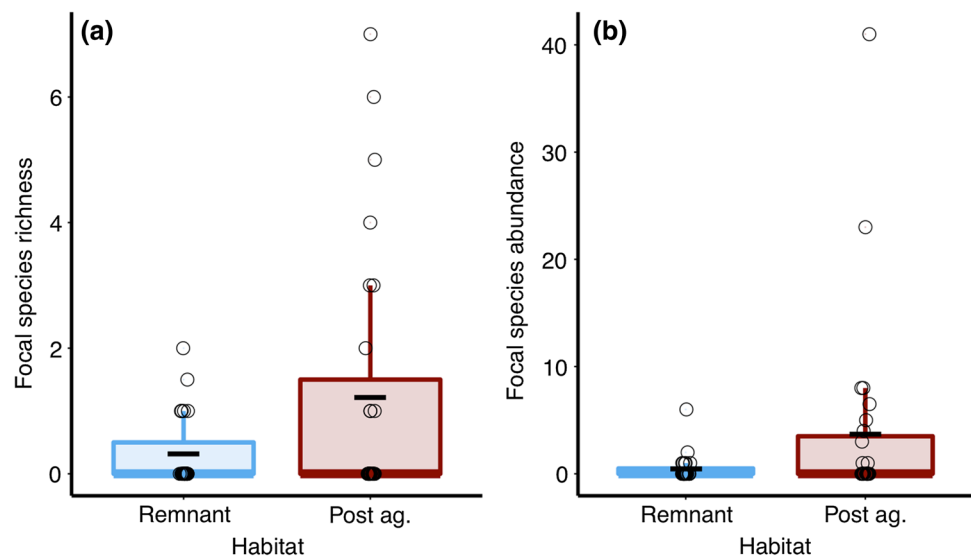 (a)
Focal species richness
6
4
2
0
Remnant Post ag.
Habitat
(b)
Focal species abundance
40
30
20
10
0
Remnant Post ag.
Habitat